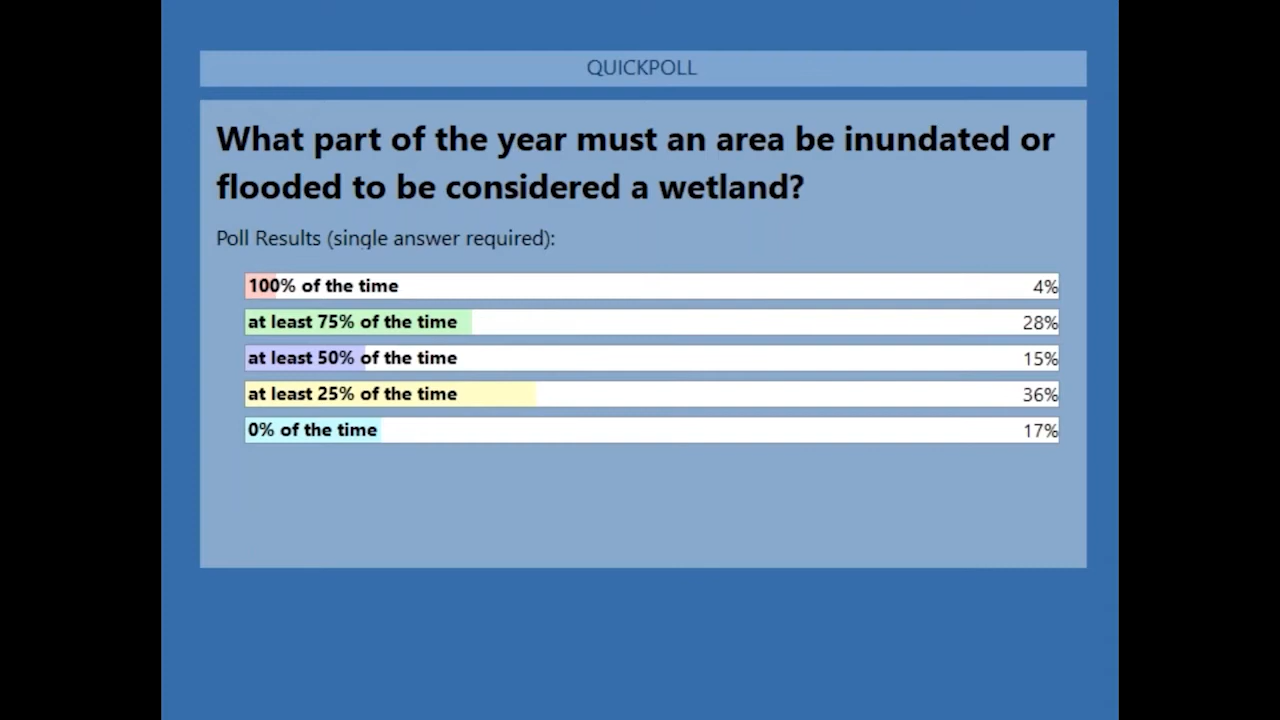 QUICKPOLL
What part of the year must an area be inundated or
flooded to be considered a wetland?
Poll Results (single answer required):
100% of the time 4%
at least 75% of the time 28%
at least 50% of the time 15%
at least 25% of the time 36%
0% of the time 17%